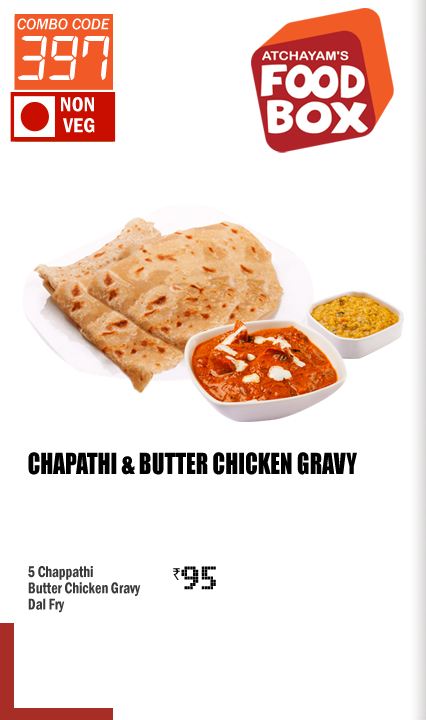 COMBO CODE
397
NON
VEG
ATCHAYAM'S
FOOD
BOX
CHAPATHI & BUTTER CHICKEN GRAVY
5 Chappathi
Butter Chicken Gravy
Dal Fry
₹95